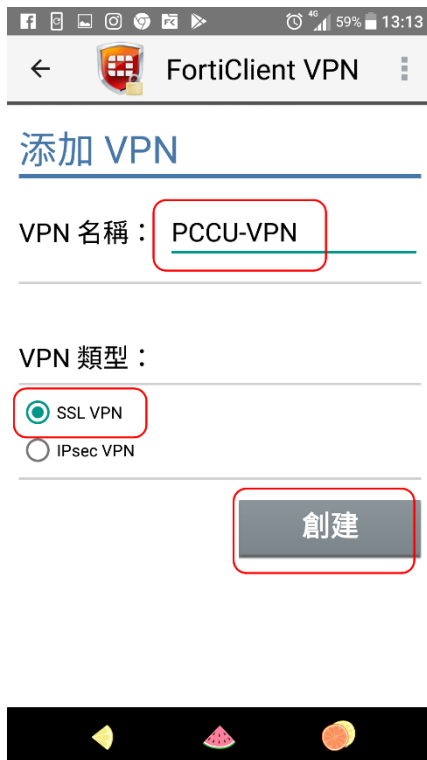 4G 59% 13:13
FortiClient VPN
添加 VPN
VPN 名稱： PCCU-VPN
VPN 類型：
SSL VPN
IPsec VPN
創建